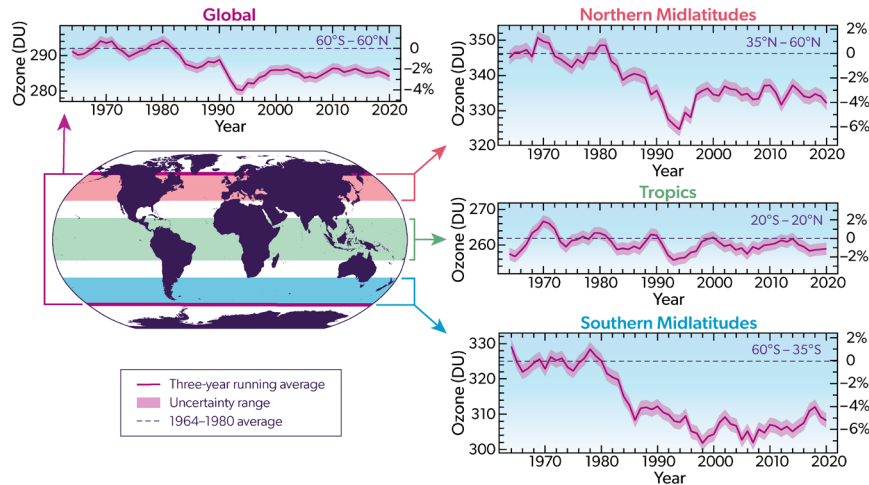 Global
Ozone (DU)
290
280
60°S – 60°N
0
−2%
−4%
1970
1980
1990
2000
2010
2020
Year
Northern Midlatitudes
Ozone (DU)
350
340
330
320
35°N – 60°N
2%
0
−2%
−4%
−6%
1970
1980
1990
2000
2010
2020
Year
Tropics
Ozone (DU)
270
260
20°S – 20°N
2%
0
−2%
1970
1980
1990
2000
2010
2020
Year
Southern Midlatitudes
Ozone (DU)
330
320
310
300
60°S – 35°S
2%
0
−2%
−4%
−6%
1970
1980
1990
2000
2010
2020
Year
Three-year running average
Uncertainty range
1964–1980 average